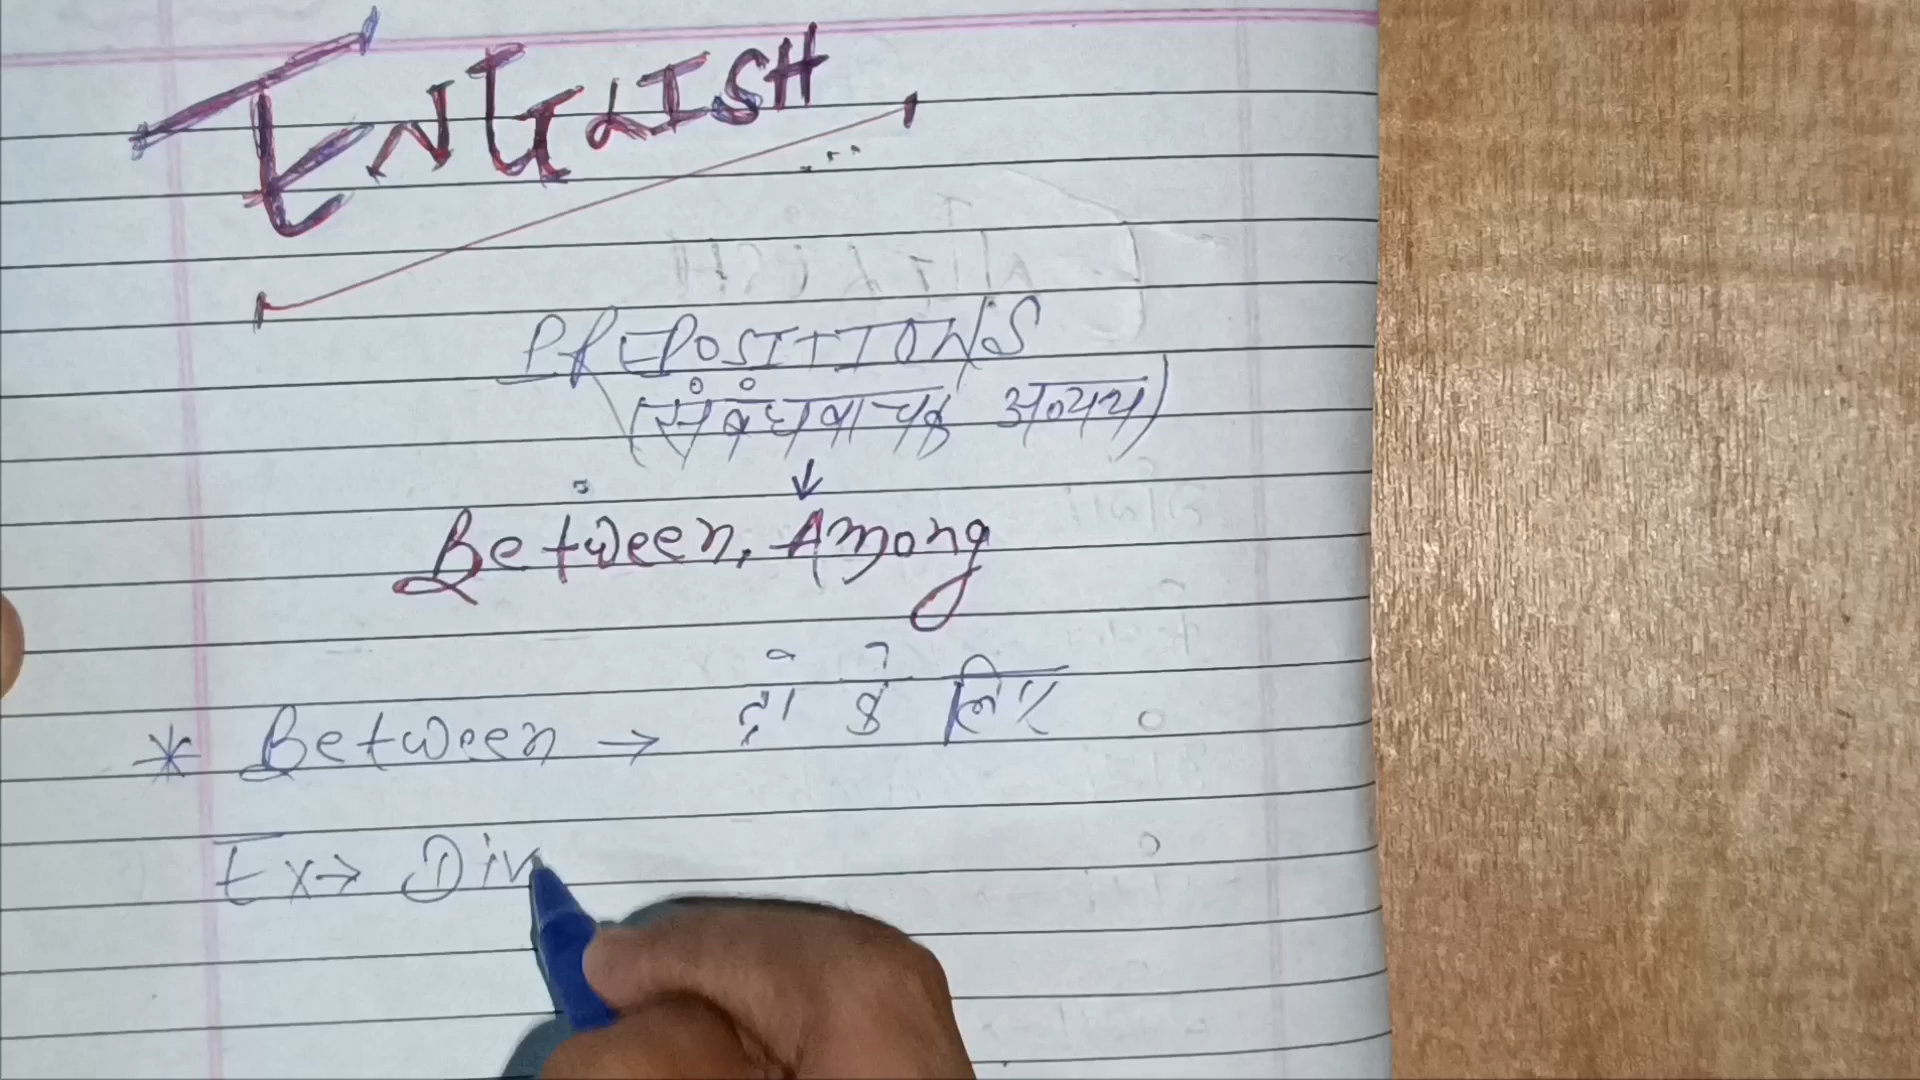 ENGLISH
PREPOSITIONS
(संबंधवाचक अव्यय)
↓
Between, Among
* Between → दो के लिए
Ex → Div